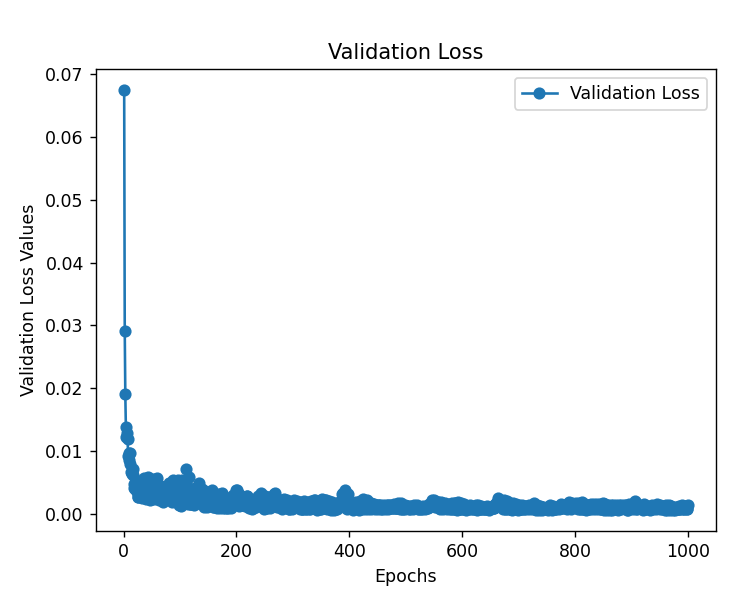 Validation Loss
Validation Loss
0.07
0.06
0.05
0.04
0.03
0.02
0.01
0.00
Validation Loss Values
0 200 400 600 800 1000
Epochs